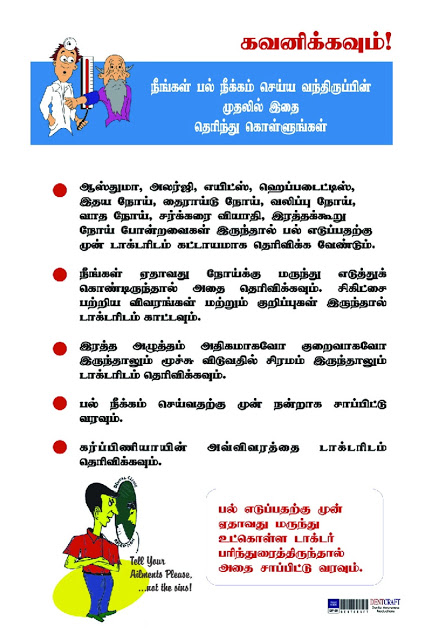 கவனிக்கவும்!
நீங்கள் பல் நீக்கம் செய்ய வந்திருப்பின்
முதலில் இதை
தெரிந்து கொள்ளுங்கள்
ஆஸ்துமா, அலர்ஜி, எயிட்ஸ், ஹெப்படைட்டிஸ்,
இதய நோய், தைராய்டு நோய், வலிப்பு நோய்,
வாத நோய், சர்க்கரை வியாதி, இரத்தக்கூறு
நோய் போன்றவைகள் இருந்தால் பல் எடுப்பதற்கு
முன் டாக்டரிடம் கட்டாயமாக தெரிவிக்க வேண்டும்.
நீங்கள் ஏதாவது நோய்க்கு மருந்து எடுத்துக்
கொண்டிருந்தால் அதை தெரிவிக்கவும். சிகிட்சை
பற்றிய விவரங்கள் மற்றும் குறிப்புகள் இருந்தால்
டாக்டரிடம் காட்டவும்.
இரத்த அழுத்தம் அதிகமாகவோ குறைவாகவோ
இருந்தாலும் மூச்சு விடுவதில் சிரமம் இருந்தாலும்
டாக்டரிடம் தெரிவிக்கவும்.
பல் நீக்கம் செய்வதற்கு முன் நன்றாக சாப்பிட்டு
வரவும்.
கர்ப்பிணியாயின் அவ்விவரத்தை டாக்டரிடம்
தெரிவிக்கவும்.
Tell Your
Ailments Please,
...not the sins!
பல் எடுப்பதற்கு முன்
ஏதாவது மருந்து
உட்கொள்ள டாக்டர்
பரிந்துரைத்திருந்தால்
அதை சாப்பிட்டு வரவும்.
DENTCRAFT